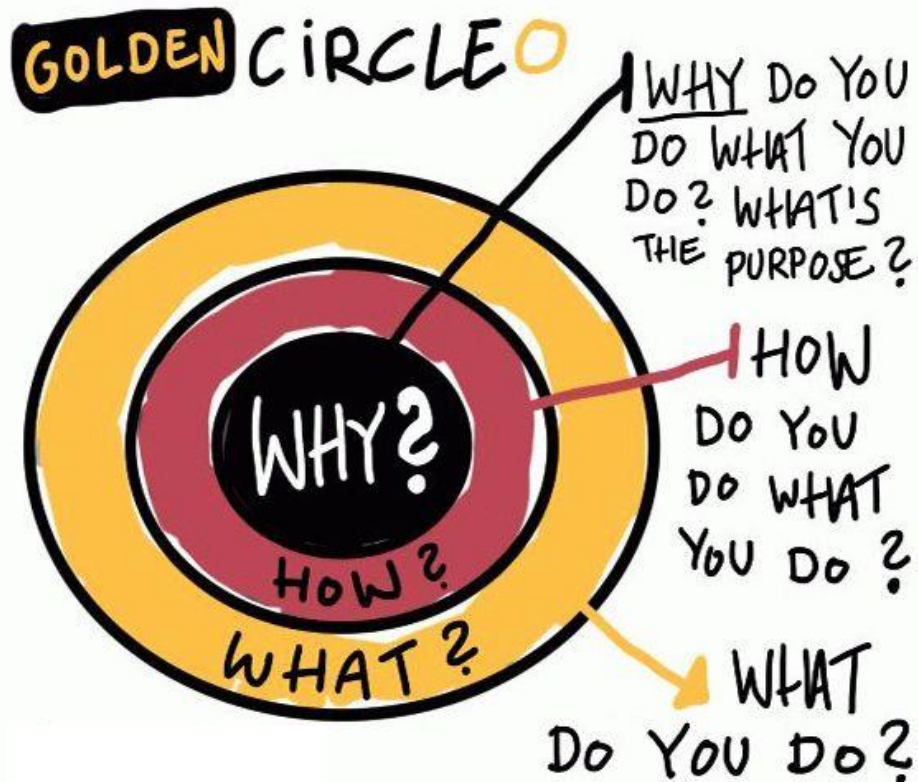 GOLDEN CIRCLE
WHY DO YOU
DO WHAT YOU
DO? WHAT'S
THE PURPOSE?
WHY?
HOW?
WHAT?
HOW
DO YOU
DO WHAT
YOU DO?
WHAT
DO YOU DO?